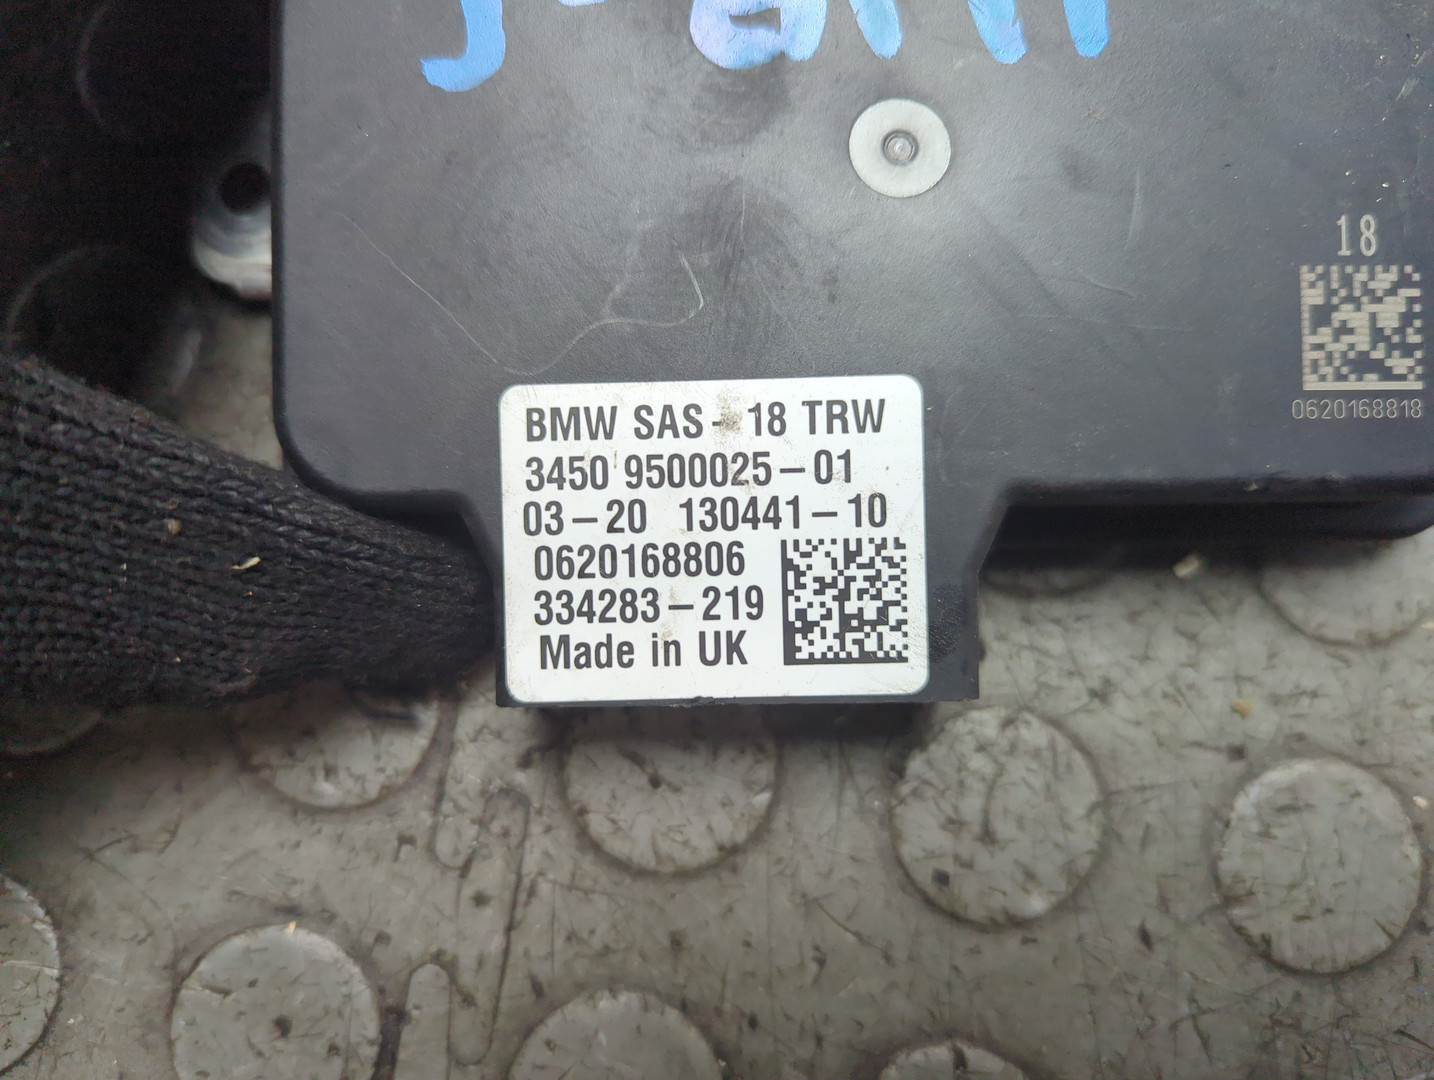 18
0620168818
BMW SAS - 18 TRW
3450 9500025 - 01
03 - 20 130441 - 10
0620168806
334283 - 219
Made in UK